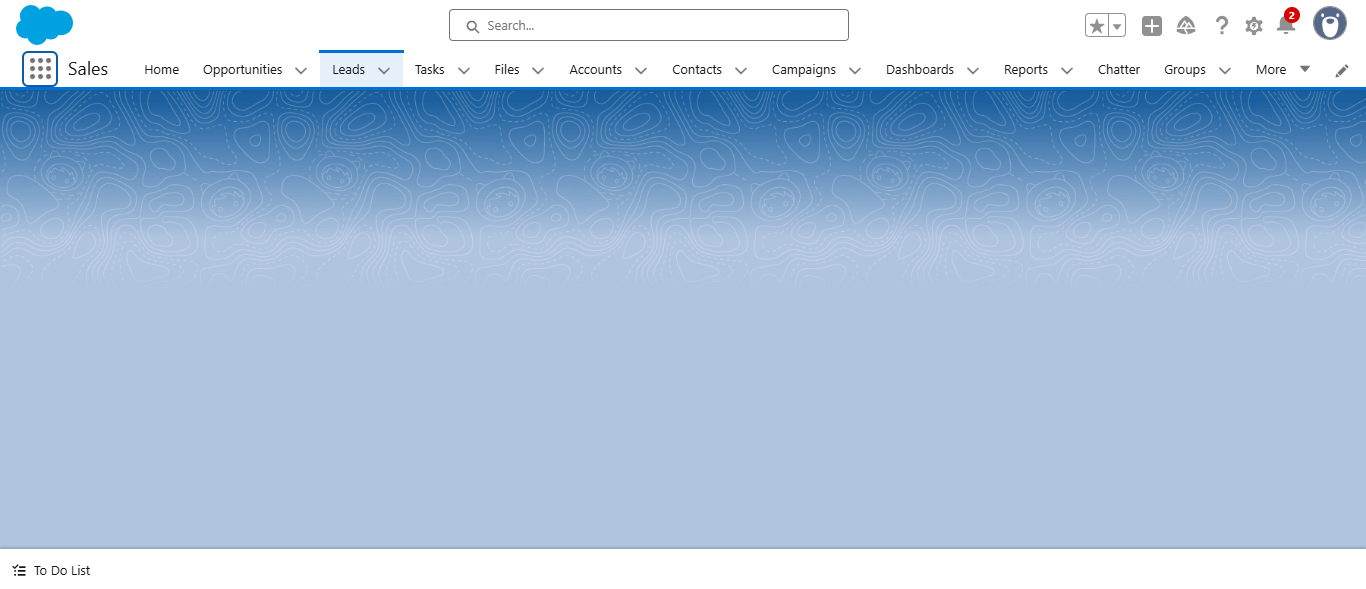 Search...
2
Sales
Home Opportunities Leads Tasks Files Accounts Contacts Campaigns Dashboards Reports Chatter Groups More
To Do List